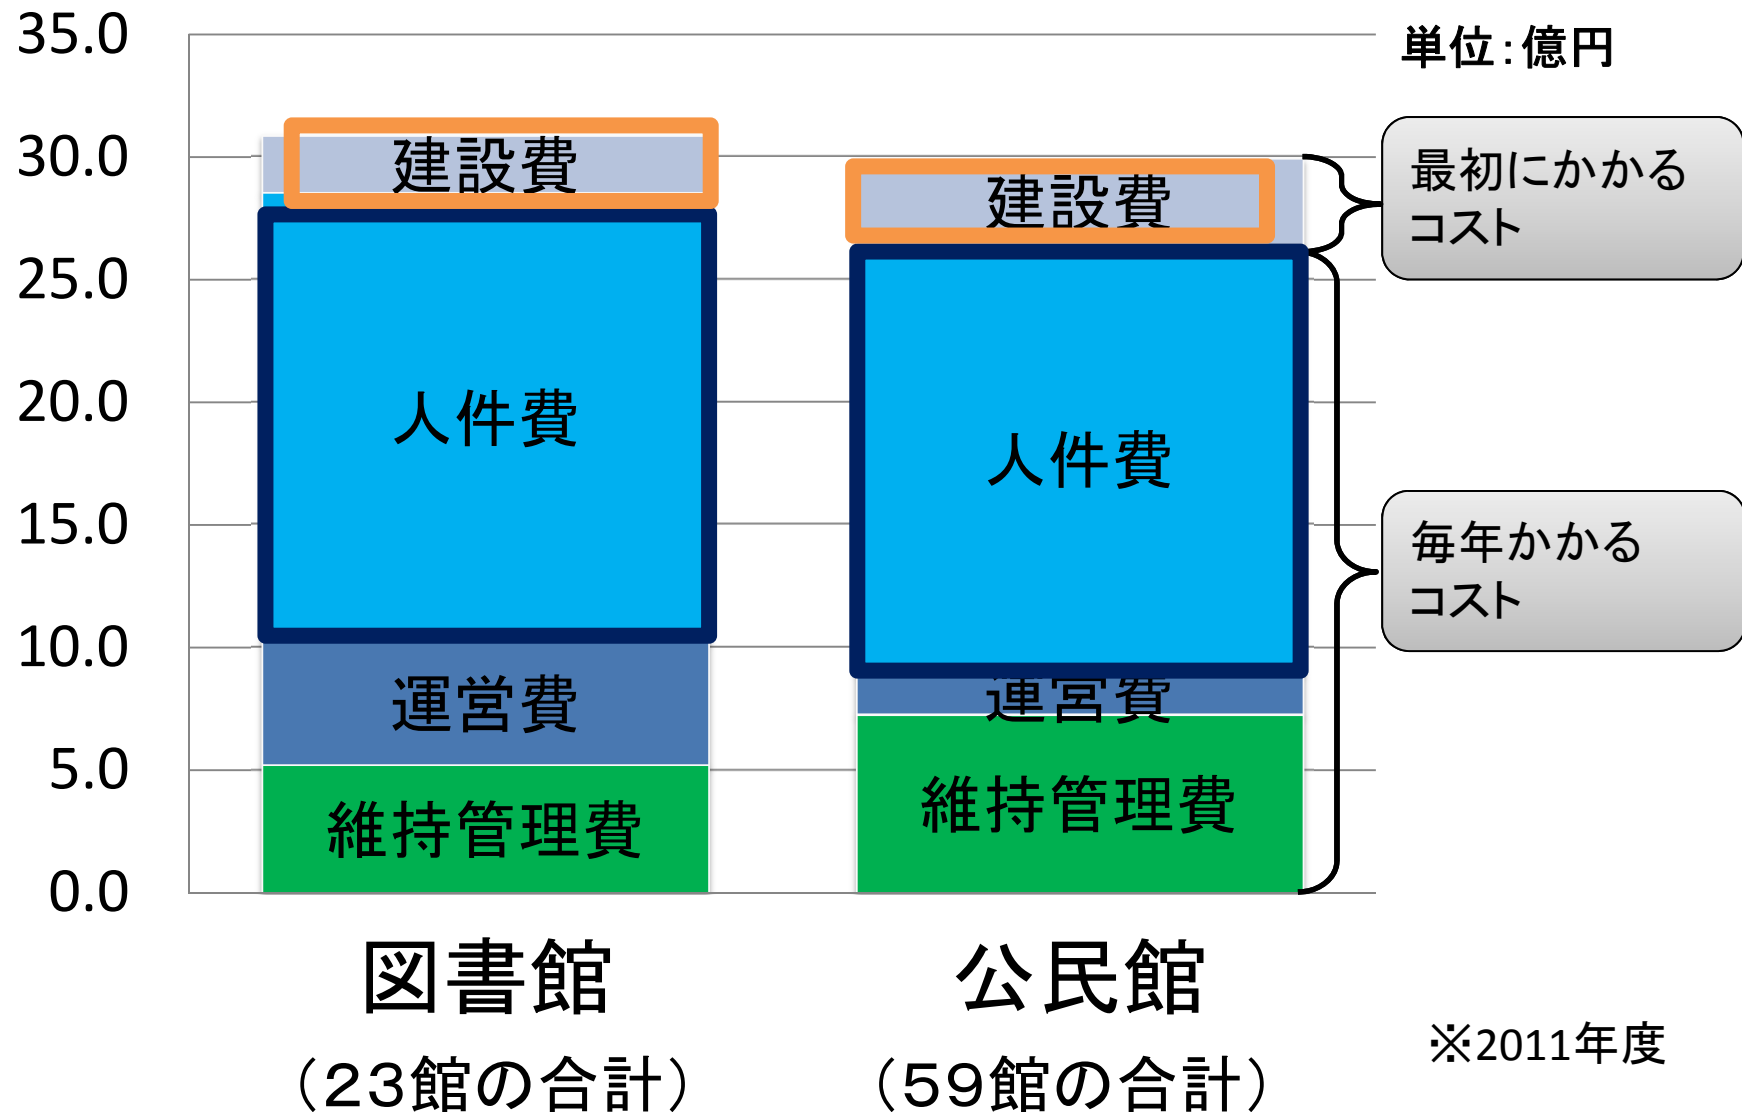 単位：億円
35.0
30.0
25.0
20.0
15.0
10.0
5.0
0.0
建設費
人件費
運営費
維持管理費
建設費
人件費
運営費
維持管理費
最初にかかる
コスト
毎年かかる
コスト
図書館
（２３館の合計）
公民館
（５９館の合計）
※2011年度